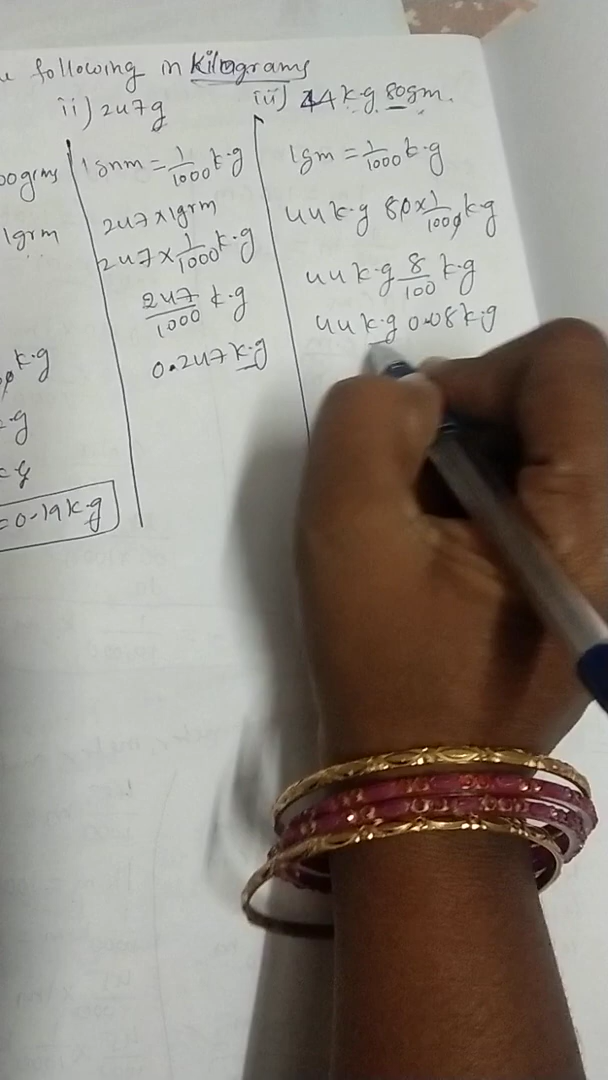 following in Kilograms
ii) 247g
1gm = 1/1000 k.g
247 x 1grm
247 x 1/1000 k.g
247/1000 k.g
0.247 k.g
iii) 44 k.g 80gm.
1gm = 1/1000 k.g
44 k.g 80 x 1/1000 k.g
44 k.g 8/100 k.g
44 k.g 0.08 k.g
1grm
k.g
= 0.19 k.g